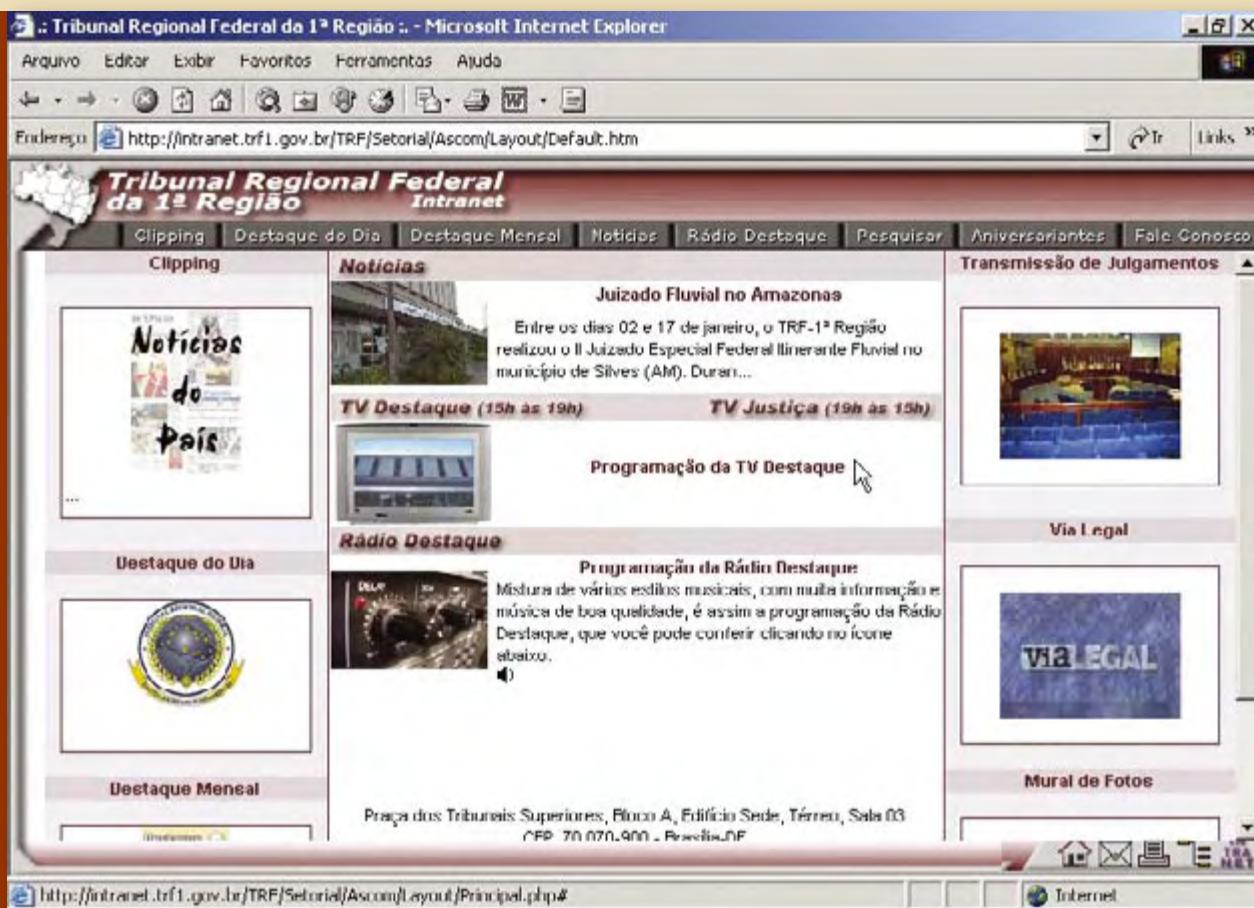 .: Tribunal Regional Federal da 1ª Região :. - Microsoft Internet Explorer
Arquivo Editar Exibir Favoritos Ferramentas Ajuda
Endereço http://intranet.trf1.gov.br/TRF/Setorial/Ascom/Layout/Default.htm Ir Links »
Tribunal Regional Federal
da 1ª Região Intranet
Clipping Destaque do Dia Destaque Mensal Notícias Rádio Destaque Pesquisar Aniversariantes Fale Conosco
Clipping
Notícias
do
País
...
Destaque do Dia
Destaque Mensal
Notícias
Juizado Fluvial no Amazonas
Entre os dias 02 e 17 de janeiro, o TRF-1ª Região
realizou o II Juizado Especial Federal Itinerante Fluvial no
município de Silves (AM). Duran...
TV Destaque (15h às 19h) TV Justiça (19h às 15h)
Programação da TV Destaque
Rádio Destaque
Programação da Rádio Destaque
Mistura de vários estilos musicais, com muita informação e
música de boa qualidade, é assim a programação da Rádio
Destaque, que você pode conferir clicando no ícone
abaixo.
Praça dos Tribunais Superiores, Bloco A, Edifício Sede, Térreo, Sala 03
CEP 70.070-900 - Brasília-DF
Transmissão de Julgamentos
Via Legal
via LEGAL
Mural de Fotos
INTRANET
http://intranet.trf1.gov.br/TRF/Setorial/Ascom/Layout/Principal.php# Internet